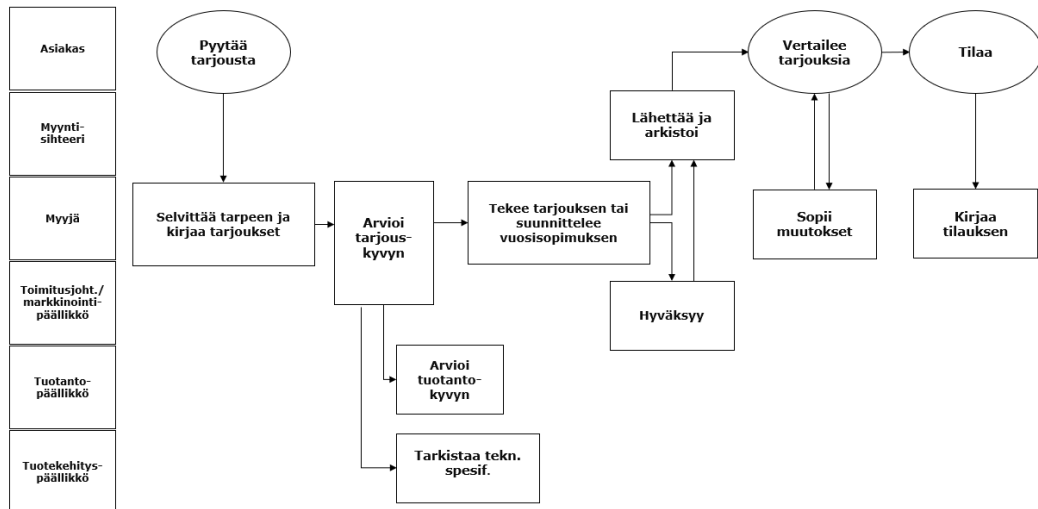 Asiakas
Pyytää
tarjousta
Vertailee
tarjouksia
Tilaa
Myynti-
sihteeri
Lähettää ja
arkistoi
Myyjä
Selvittää tarpeen ja
kirjaa tarjoukset
Arvioi
tarjous-
kyvyn
Tekee tarjouksen tai
suunnittelee
vuosisopimuksen
Sopii
muutokset
Kirjaa
tilauksen
Toimitusjoht./
markkinointi-
päällikkö
Hyväksyy
Tuotanto-
päällikkö
Arvioi
tuotanto-
kyvyn
Tuotekehitys-
päällikkö
Tarkistaa tekn.
spesif.